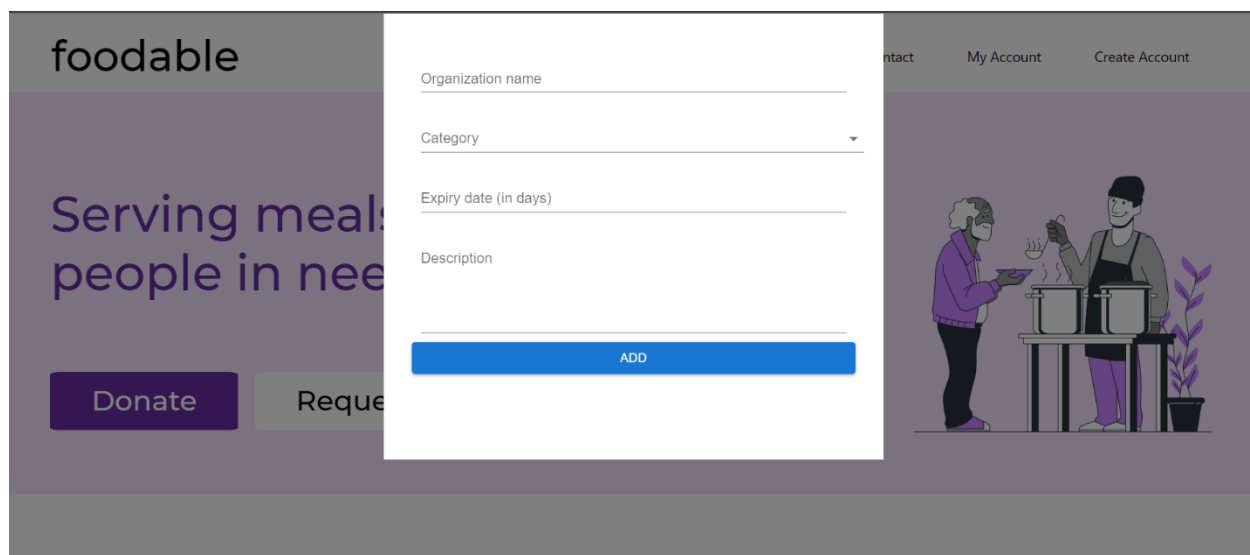 foodable
ntact
My Account
Create Account
Organization name
Category
Expiry date (in days)
Description
ADD
Serving meals
people in nee
Donate
Reque